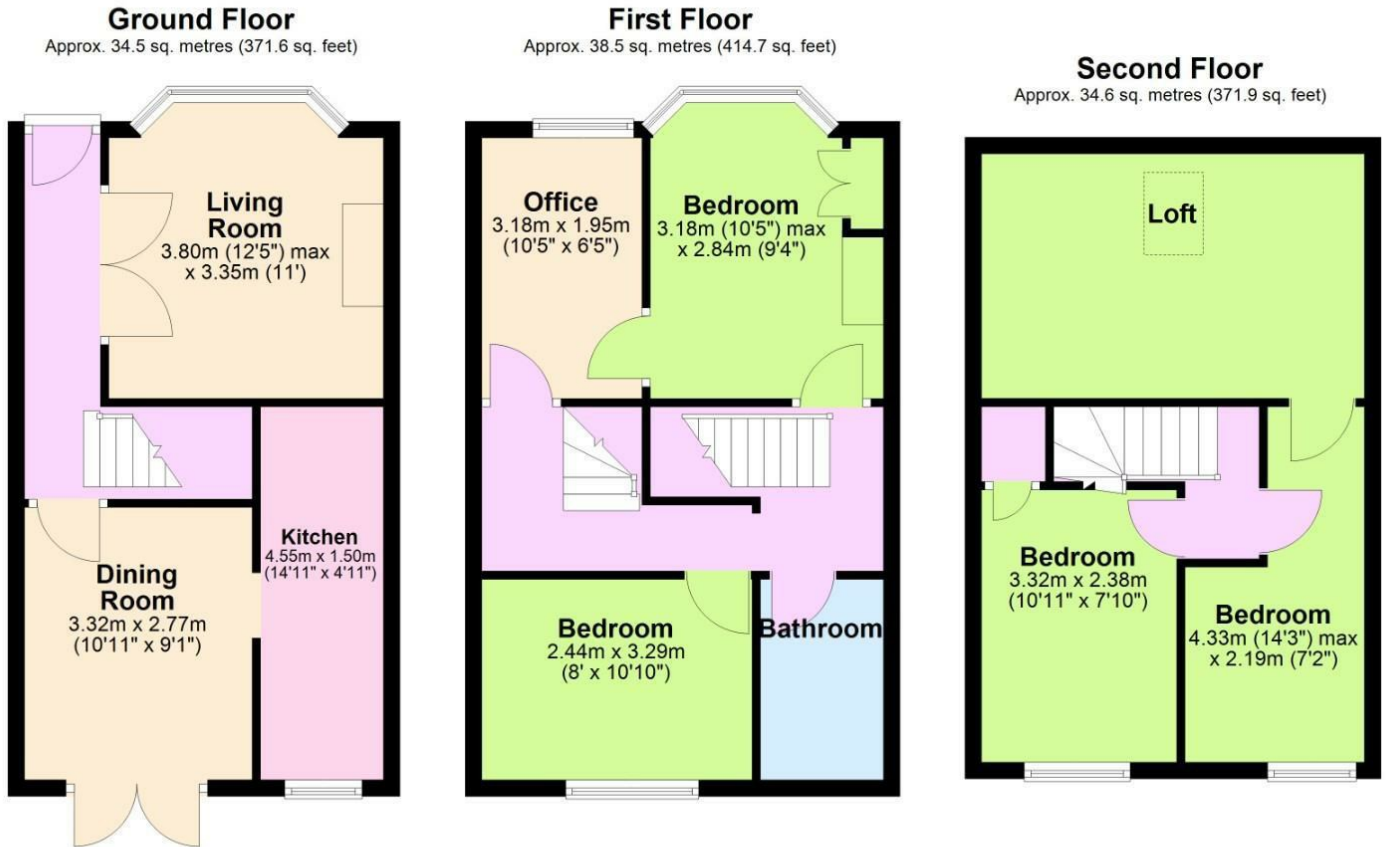 Ground Floor
Approx. 34.5 sq. metres (371.6 sq. feet)
Living
Room
3.80m (12'5") max
x 3.35m (11')
Kitchen
4.55m x 1.50m
(14'11" x 4'11")
Dining
Room
3.32m x 2.77m
(10'11" x 9'1")
First Floor
Approx. 38.5 sq. metres (414.7 sq. feet)
Office
3.18m x 1.95m
(10'5" x 6'5")
Bedroom
3.18m (10'5") max
x 2.84m (9'4")
Bedroom
2.44m x 3.29m
(8' x 10'10")
Bathroom
Second Floor
Approx. 34.6 sq. metres (371.9 sq. feet)
Loft
Bedroom
3.32m x 2.38m
(10'11" x 7'10")
Bedroom
4.33m (14'3") max
x 2.19m (7'2")